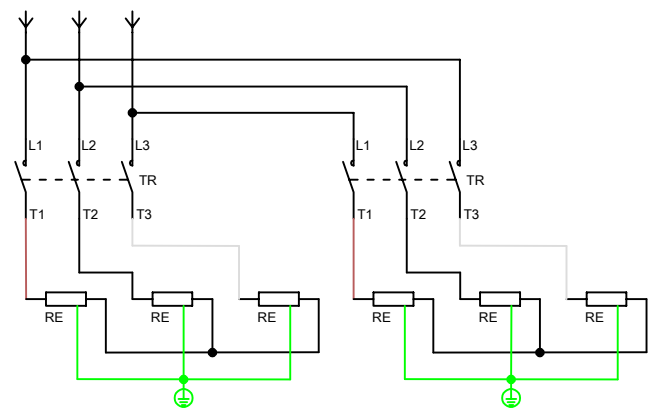 L1 L2 L3 L1 L2 L3
TR TR
T1 T2 T3 T1 T2 T3
RE RE RE RE RE RE